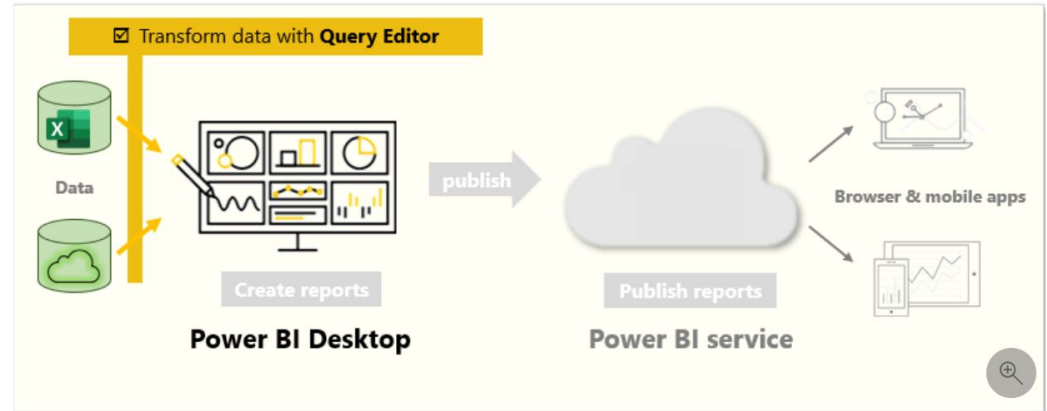 Transform data with Query Editor
X
Data
publish
Browser & mobile apps
Create reports
Publish reports
Power BI Desktop
Power BI service